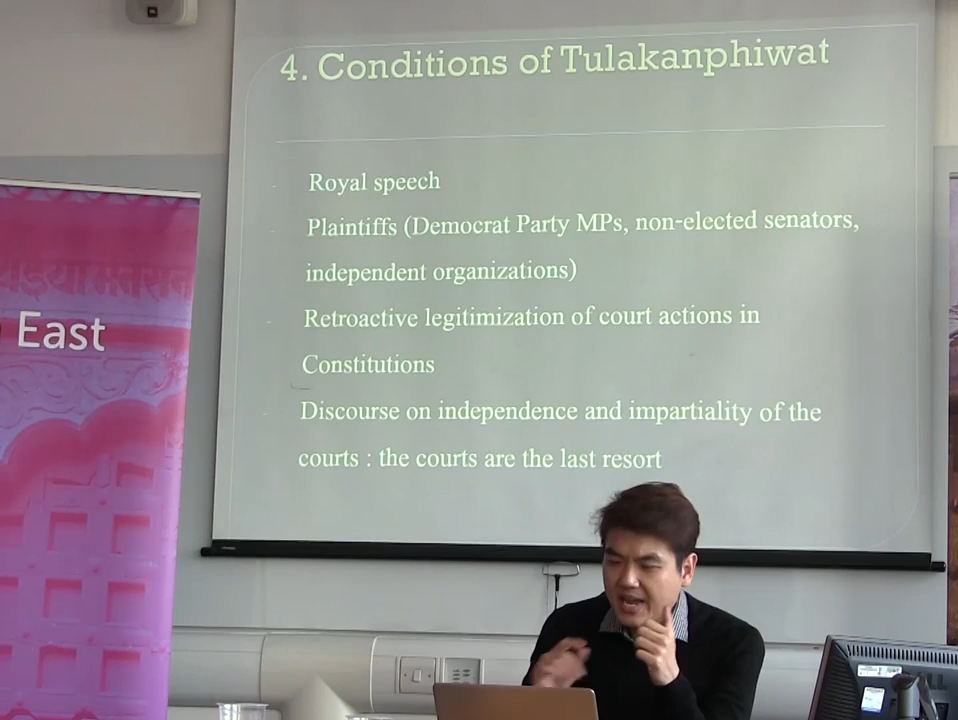 4. Conditions of Tulakanphiwat
- Royal speech
- Plaintiffs (Democrat Party MPs, non-elected senators,
independent organizations)
- Retroactive legitimization of court actions in
Constitutions
- Discourse on independence and impartiality of the
courts : the courts are the last resort
East
DELL